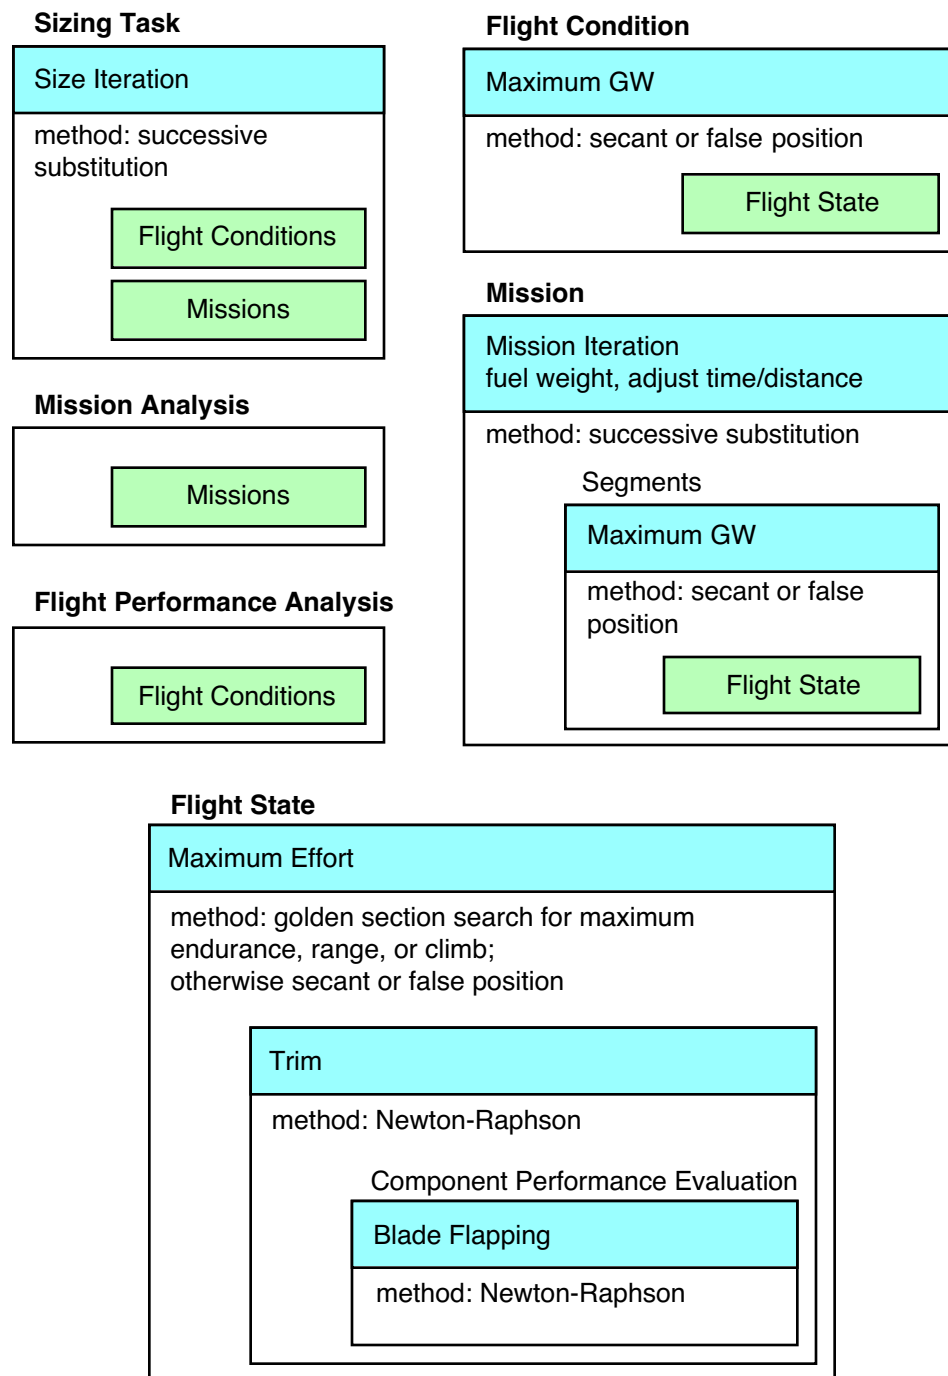 Sizing Task
Size Iteration
method: successive
substitution
Flight Conditions
Missions
Mission Analysis
Missions
Flight Performance Analysis
Flight Conditions
Flight Condition
Maximum GW
method: secant or false position
Flight State
Mission
Mission Iteration
fuel weight, adjust time/distance
method: successive substitution
Segments
Maximum GW
method: secant or false
position
Flight State
Flight State
Maximum Effort
method: golden section search for maximum
endurance, range, or climb;
otherwise secant or false position
Trim
method: Newton-Raphson
Component Performance Evaluation
Blade Flapping
method: Newton-Raphson